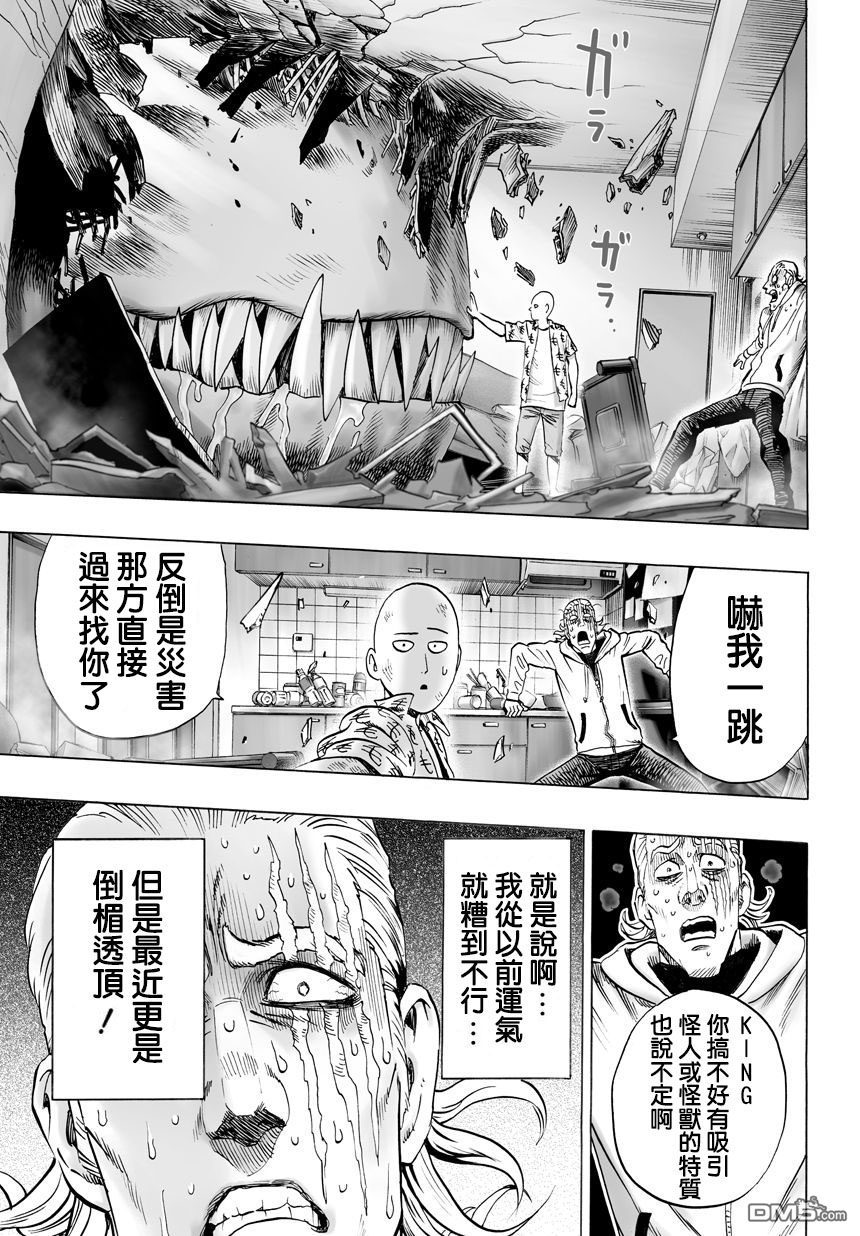 ガラ
ガラ..
嚇我一跳
反倒是災害
那方直接
過來找你了
KING
你搞不好有吸引
怪人或怪獸的特質
也說不定啊
就是說啊…
我從以前運氣
就糟到不行…
但是最近更是
倒楣透頂！
DM5.com